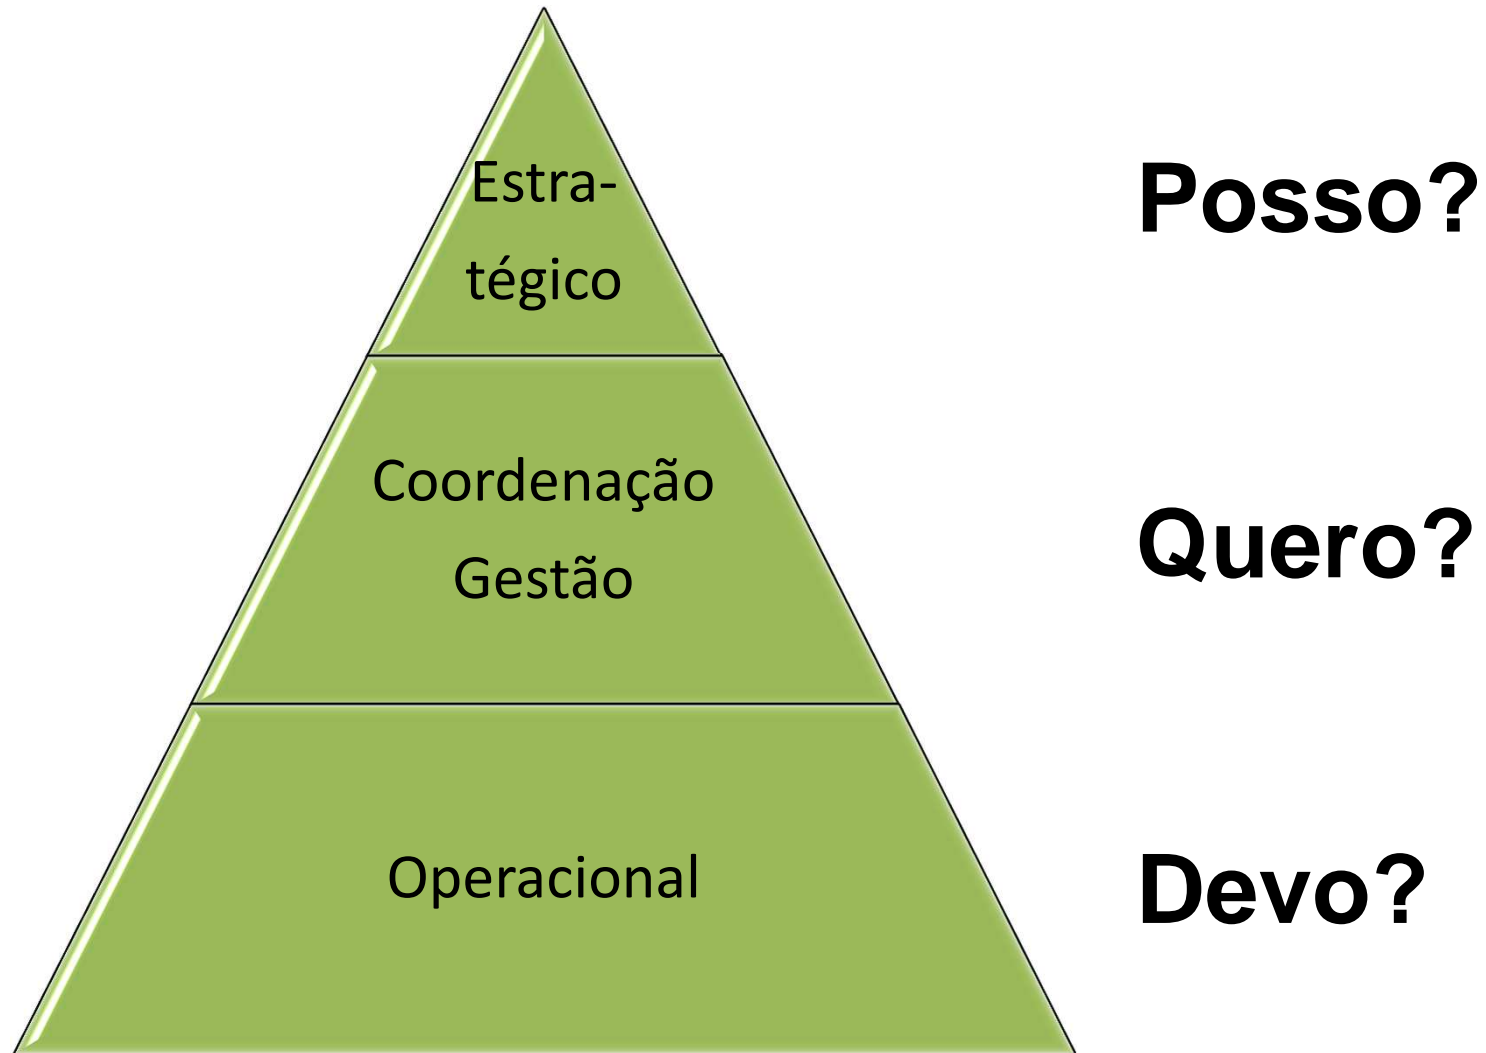 Estra-
tégico
Posso?
Coordenação
Gestão
Quero?
Operacional
Devo?